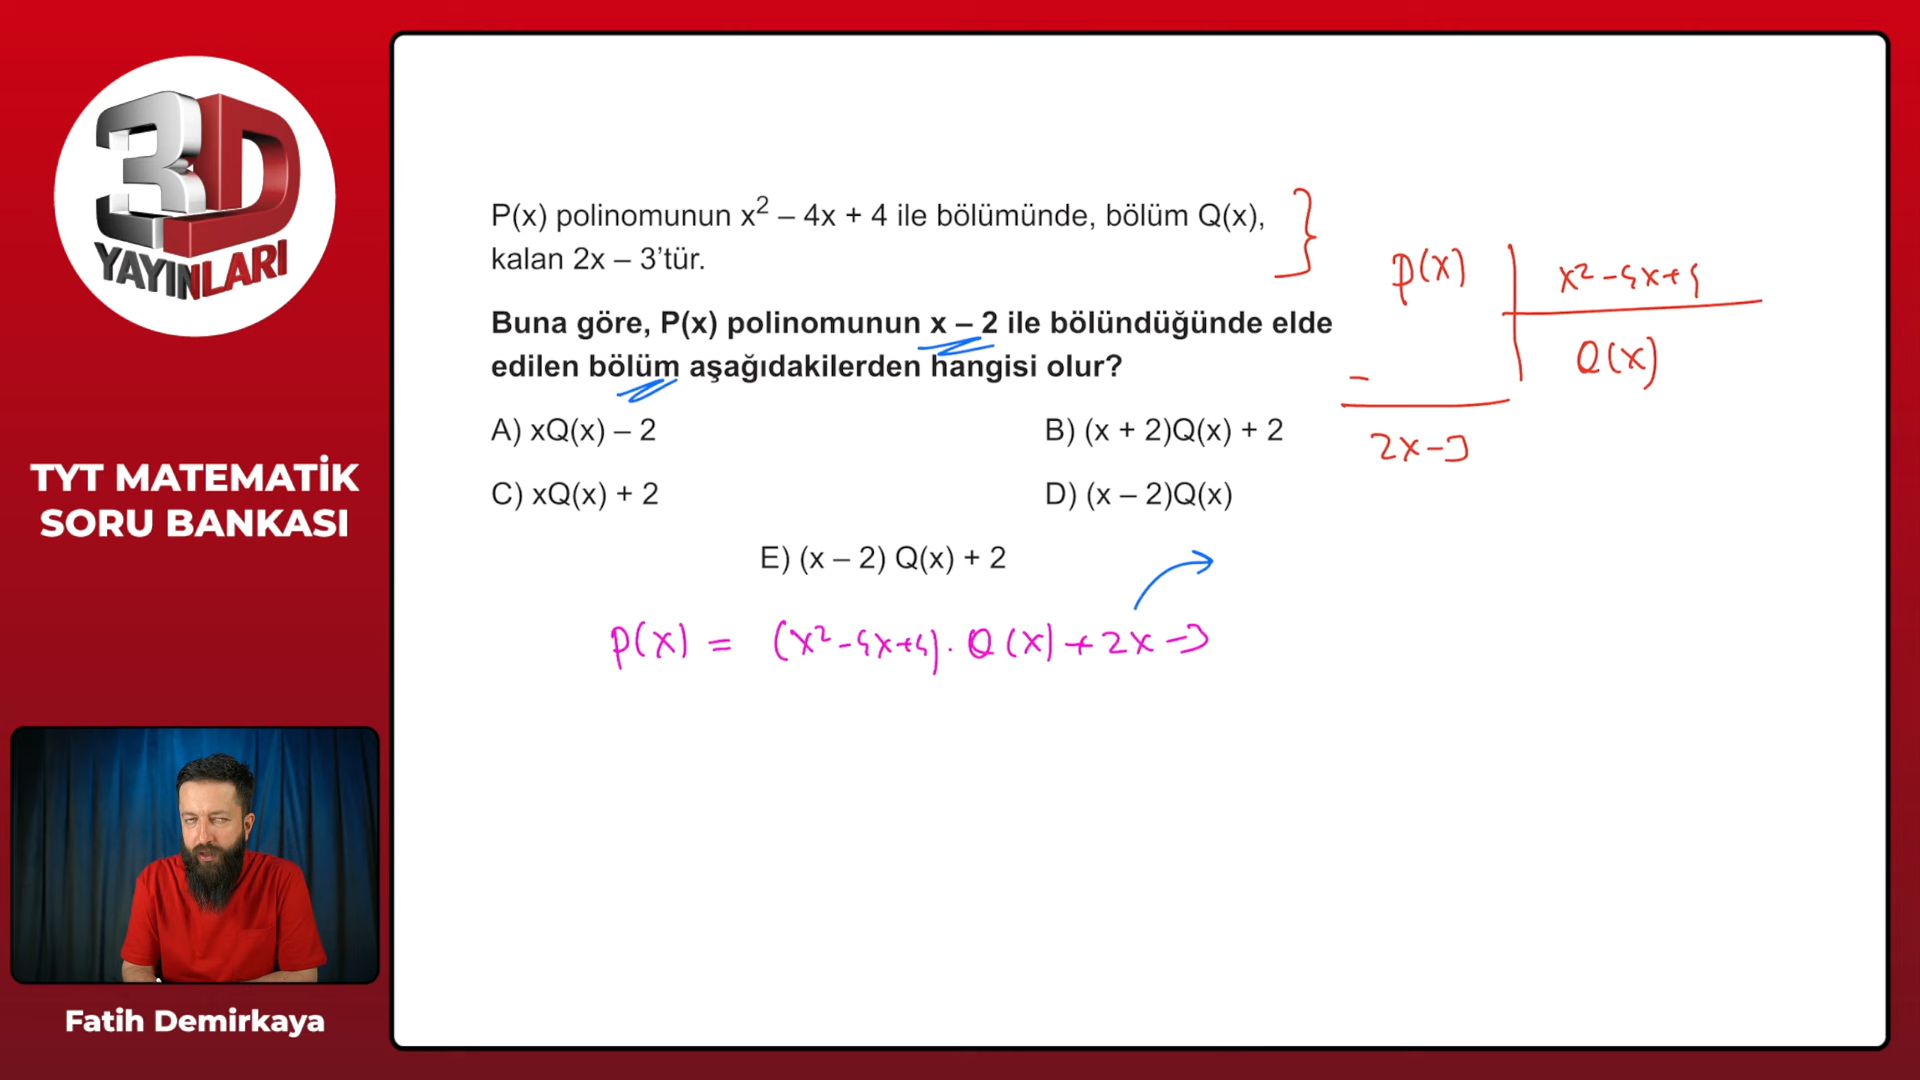 3D
YAYINLARI
TYT MATEMATİK
SORU BANKASI
Fatih Demirkaya
P(x) polinomunun x² – 4x + 4 ile bölümünde, bölüm Q(x),
kalan 2x – 3’tür.
Buna göre, P(x) polinomunun x – 2 ile bölündüğünde elde
edilen bölüm aşağıdakilerden hangisi olur?
A) xQ(x) – 2
B) (x + 2)Q(x) + 2
C) xQ(x) + 2
D) (x – 2)Q(x)
E) (x – 2) Q(x) + 2
P(x)
x²-4x+4
Q(x)
-
2x-3
P(x) = (x²-4x+4). Q(x)+2x-3